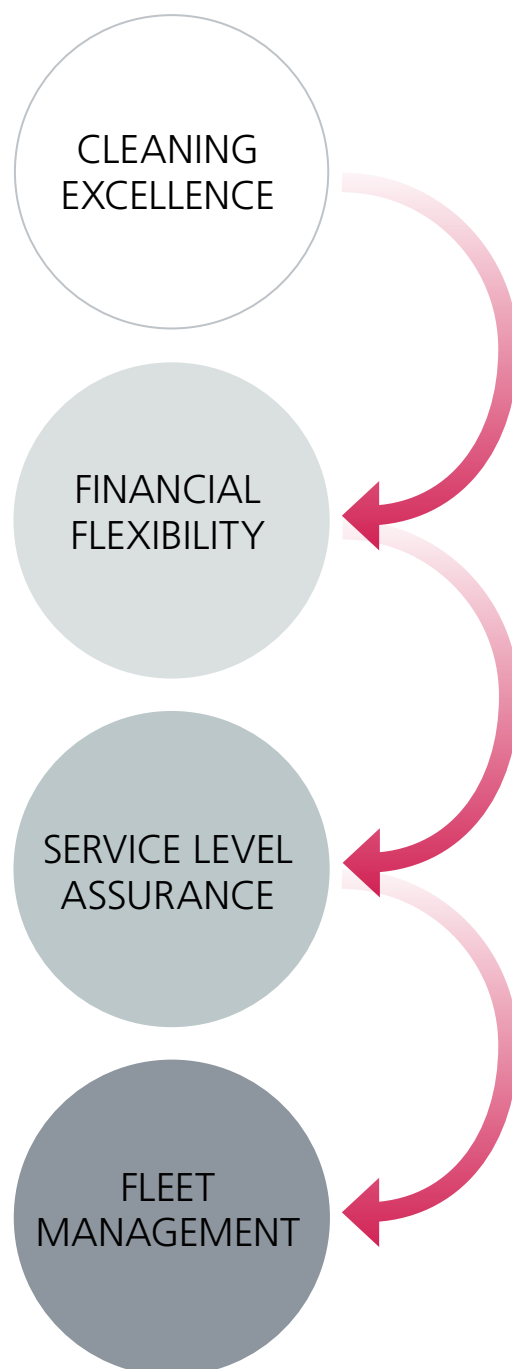 CLEANING
EXCELLENCE
FINANCIAL
FLEXIBILITY
SERVICE LEVEL
ASSURANCE
FLEET
MANAGEMENT